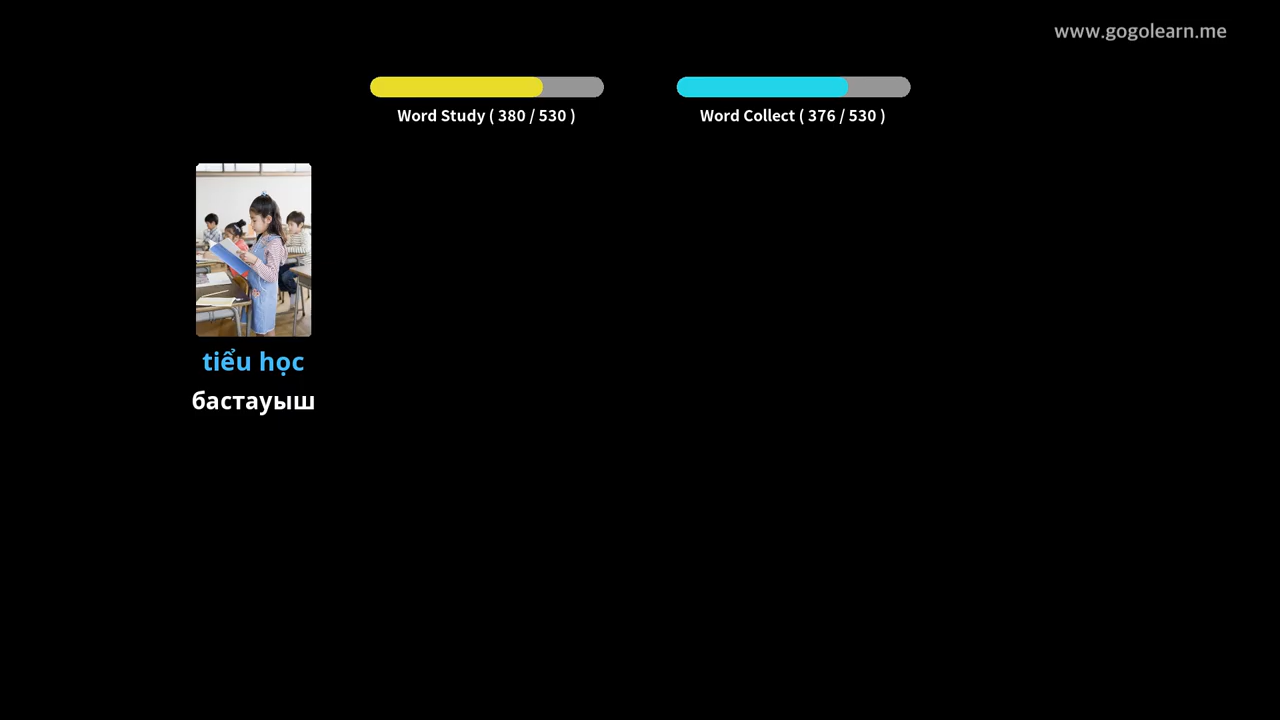 www.gogolearn.me
Word Study ( 380 / 530 )
Word Collect ( 376 / 530 )
tiểu học
бастауыш